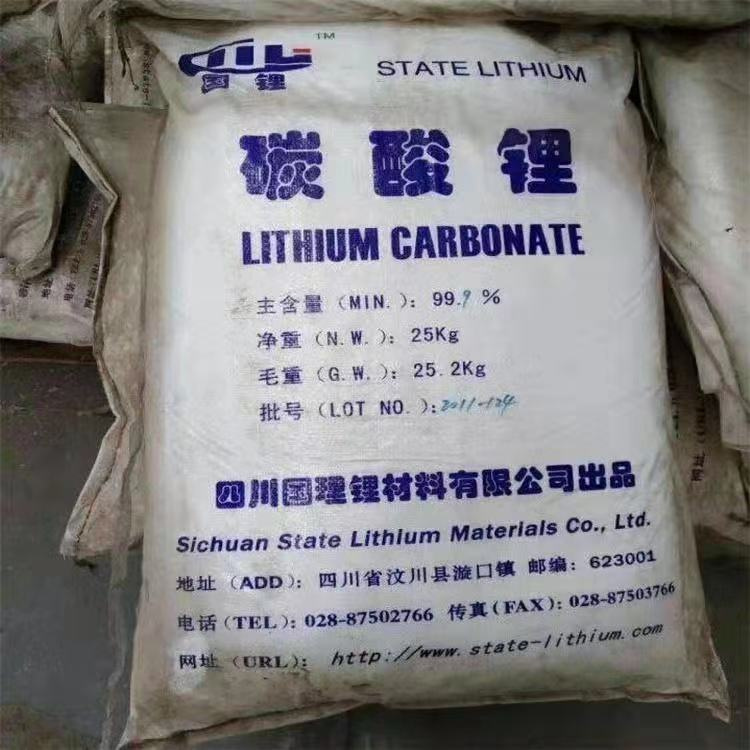 TM
国锂
STATE LITHIUM
碳酸锂
LITHIUM CARBONATE
主含量(MIN.): 99.9 %
净重(N.W.): 25Kg
毛重(G.W.): 25.2Kg
批号(LOT NO.): 2011-124
四川国理锂材料有限公司出品
Sichuan State Lithium Materials Co., Ltd.
地址(ADD): 四川省汶川县漩口镇 邮编: 623001
电话(TEL): 028-87502766 传真(FAX): 028-87503766
网址(URL): http://www.state-lithium.com